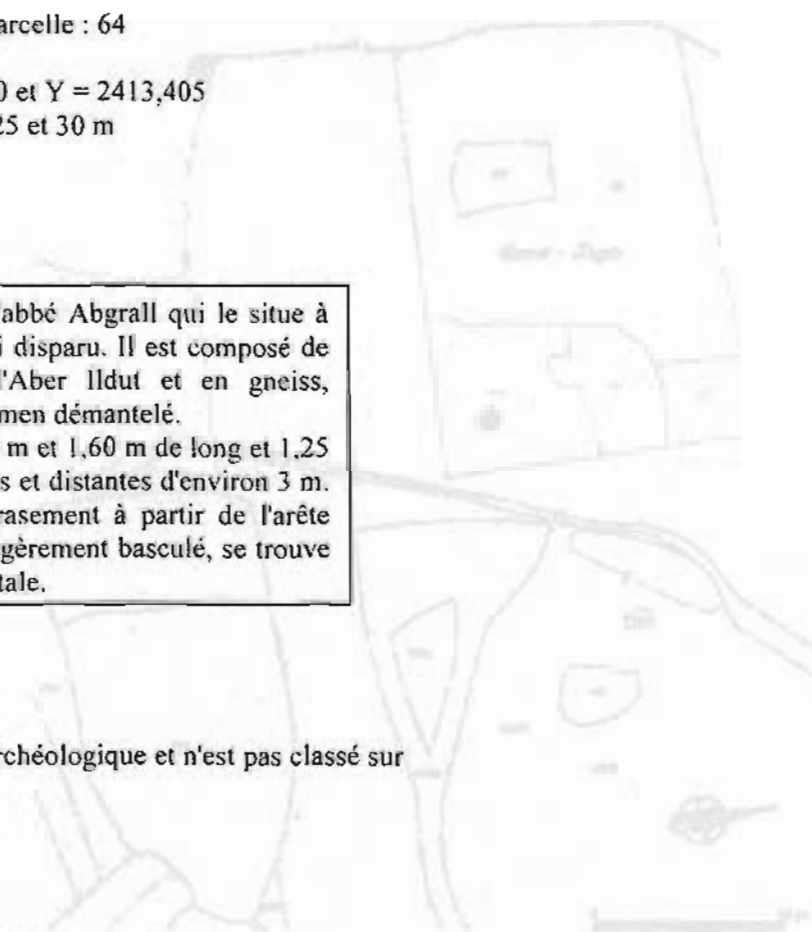 arcelle : 64
0 et Y = 2413,405
25 et 30 m
'abbé Abgrall qui le situe à
i disparu. Il est composé de
l'Aber Ildut et en gneiss,
men démantelé.
m et 1,60 m de long et 1,25
s et distantes d'environ 3 m.
rasement à partir de l'arête
gèrement basculé, se trouve
tale.
rchéologique et n'est pas classé sur